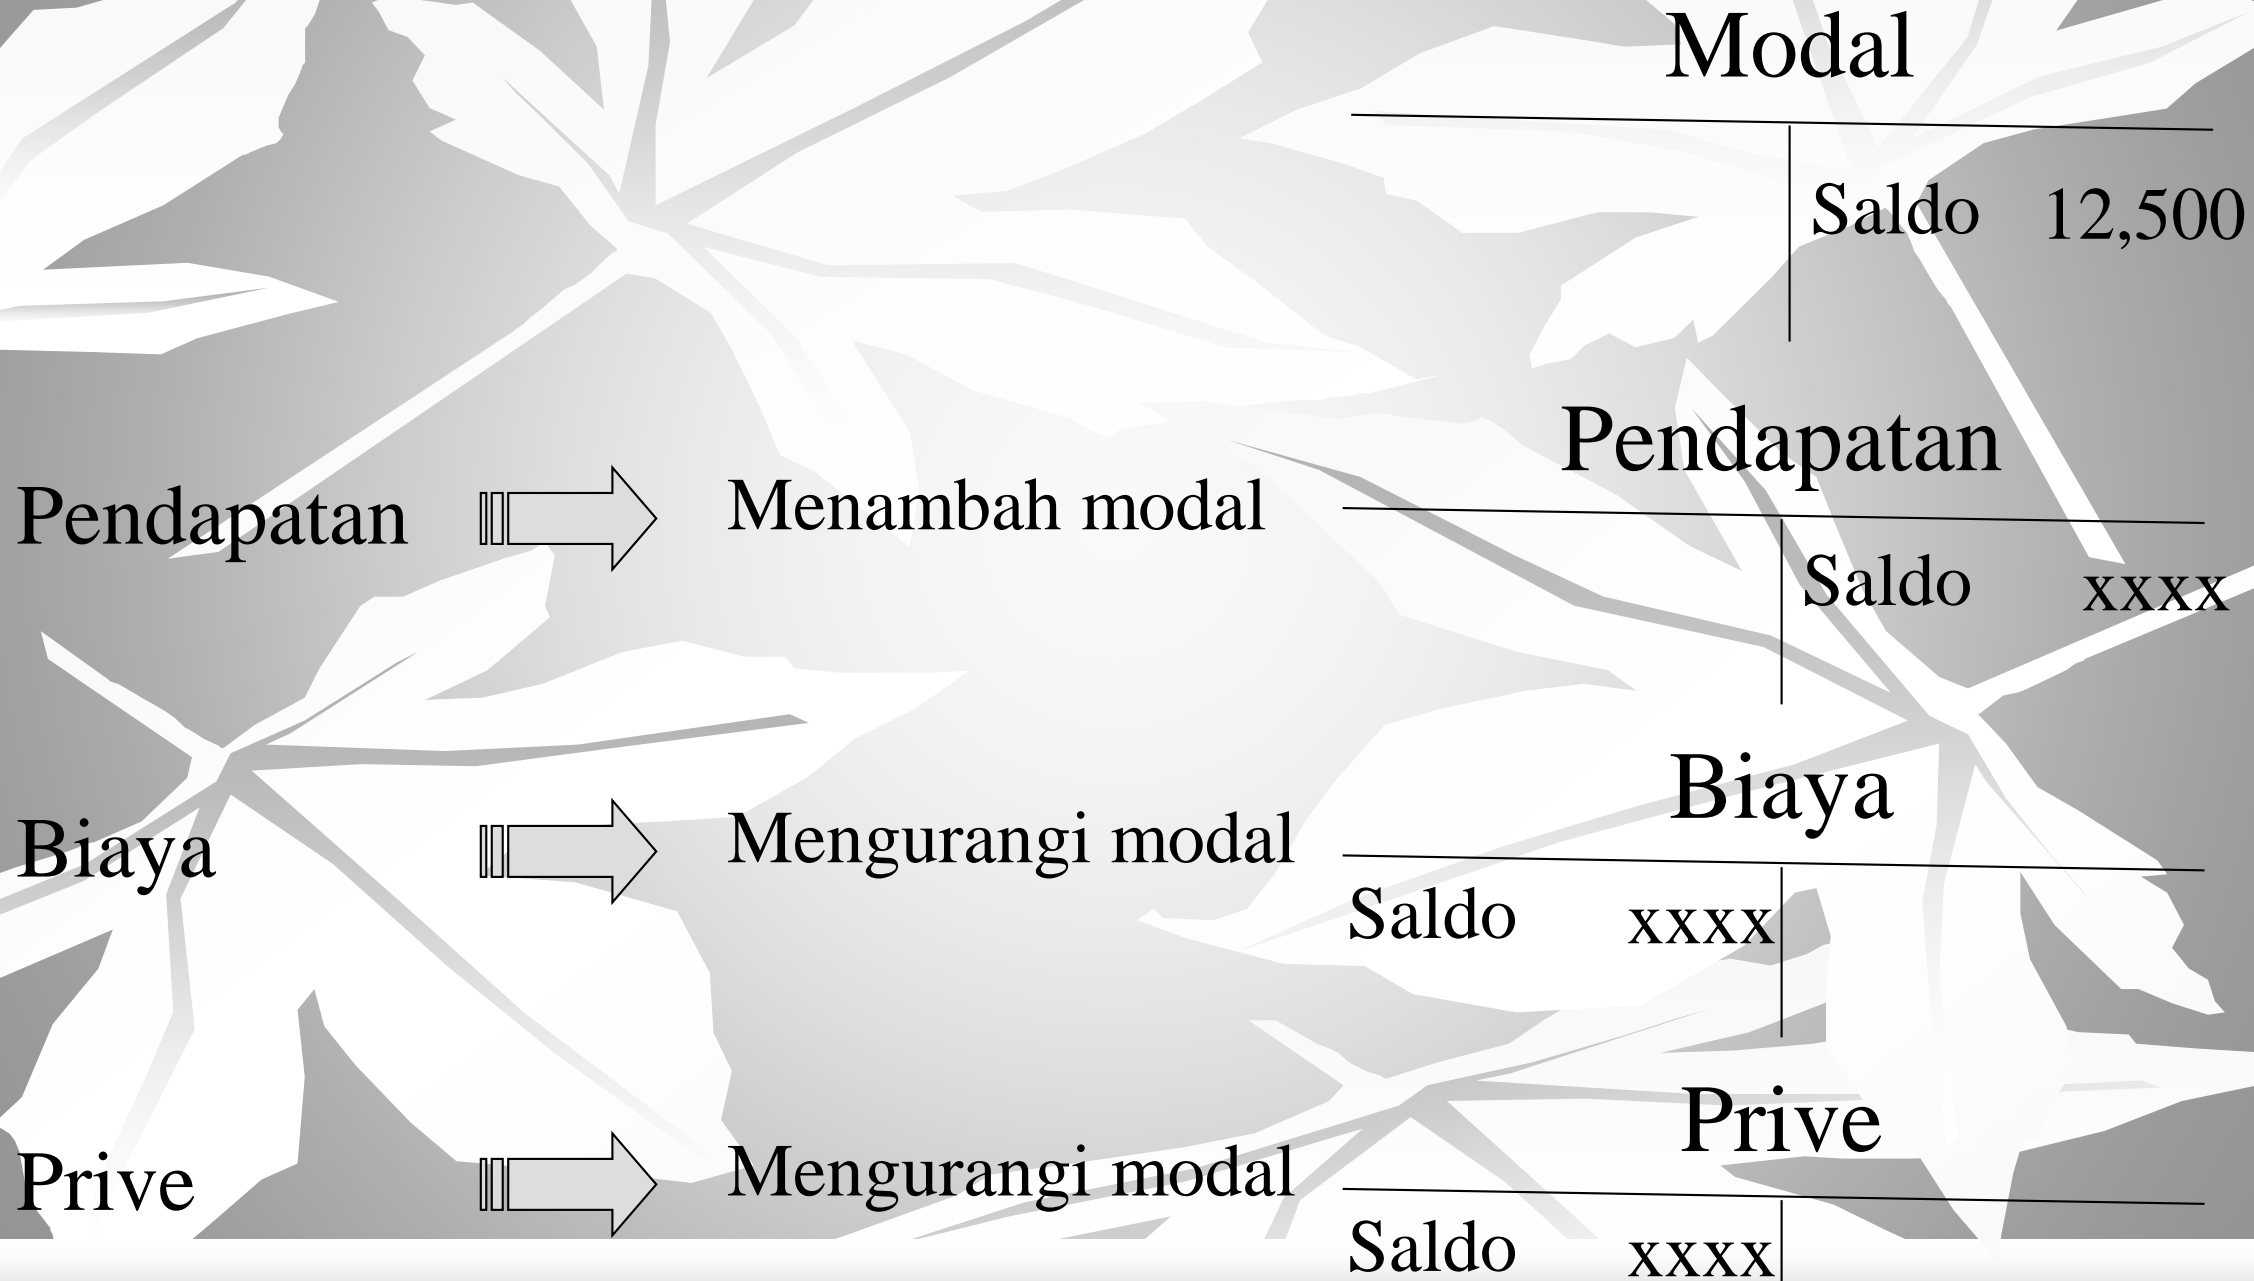 Modal
Saldo 12,500
Pendapatan
Pendapatan Menambah modal
Saldo xxxx
Biaya
Biaya Mengurangi modal
Saldo xxxx
Prive
Prive Mengurangi modal
Saldo xxxx